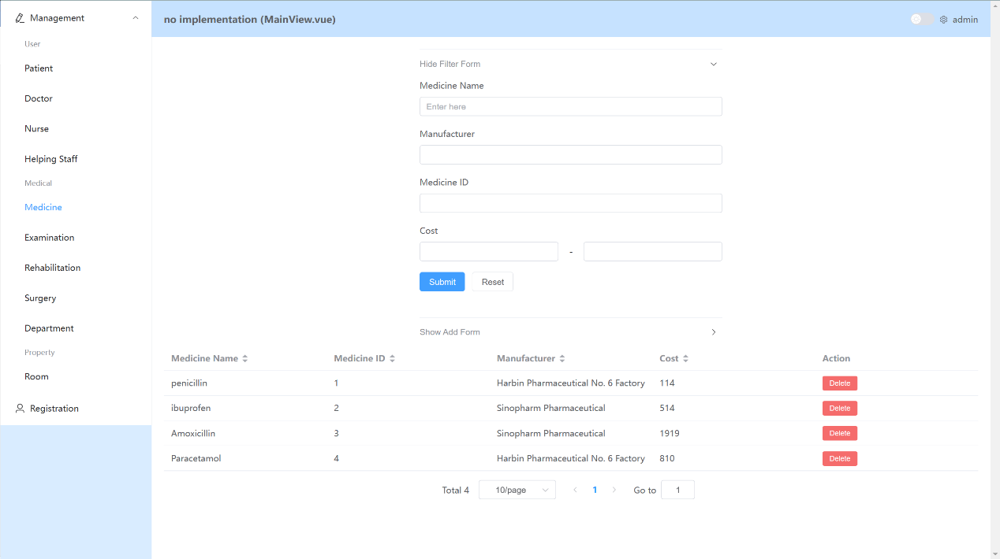 Management
User
Patient
Doctor
Nurse
Helping Staff
Medical
Medicine
Examination
Rehabilitation
Surgery
Department
Property
Room
Registration
no implementation (MainView.vue)
admin
Hide Filter Form
Medicine Name
Enter here
Manufacturer
Medicine ID
Cost
-
Submit Reset
Show Add Form
Medicine Name Medicine ID Manufacturer Cost Action
penicillin 1 Harbin Pharmaceutical No. 6 Factory 114 Delete
ibuprofen 2 Sinopharm Pharmaceutical 514 Delete
Amoxicillin 3 Sinopharm Pharmaceutical 1919 Delete
Paracetamol 4 Harbin Pharmaceutical No. 6 Factory 810 Delete
Total 4 10/page 1 Go to 1